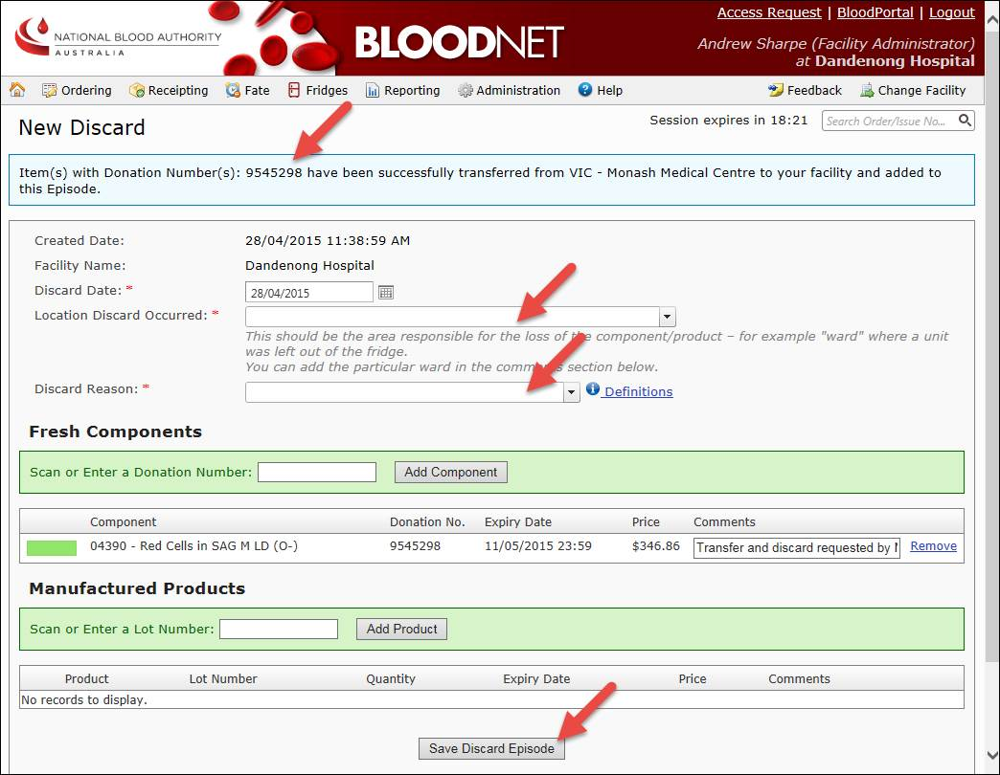 Access Request | BloodPortal | Logout
NATIONAL BLOOD AUTHORITY
AUSTRALIA
BLOODNET
Andrew Sharpe (Facility Administrator)
at Dandenong Hospital
Ordering Receipting Fate Fridges Reporting Administration Help Feedback Change Facility
New Discard
Session expires in 18:21
Search Order/Issue No...
Item(s) with Donation Number(s): 9545298 have been successfully transferred from VIC - Monash Medical Centre to your facility and added to
this Episode.
Created Date: 28/04/2015 11:38:59 AM
Facility Name: Dandenong Hospital
Discard Date: * 28/04/2015
Location Discard Occurred: *
This should be the area responsible for the loss of the component/product – for example "ward" where a unit
was left out of the fridge.
You can add the particular ward in the comments section below.
Discard Reason: * Definitions
Fresh Components
Scan or Enter a Donation Number: Add Component
Component Donation No. Expiry Date Price Comments
04390 - Red Cells in SAG M LD (O-) 9545298 11/05/2015 23:59 $346.86 Transfer and discard requested by Remove
Manufactured Products
Scan or Enter a Lot Number: Add Product
Product Lot Number Quantity Expiry Date Price Comments
No records to display.
Save Discard Episode